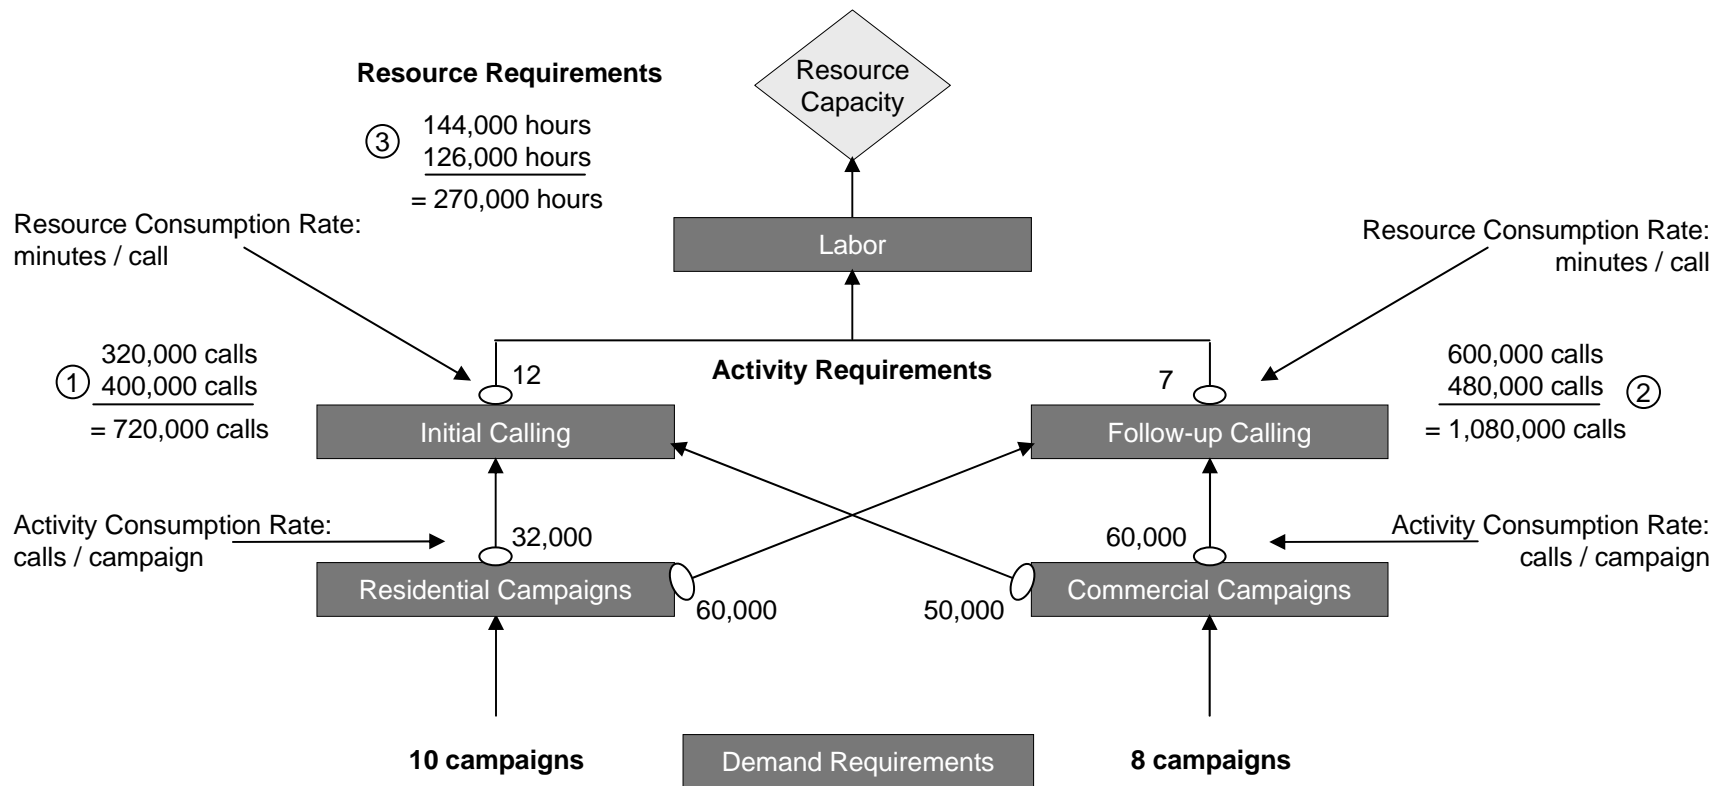 Resource
Capacity
Resource Requirements
③
144,000 hours
126,000 hours
= 270,000 hours
Resource Consumption Rate:
minutes / call
Labor
Resource Consumption Rate:
minutes / call
①
320,000 calls
400,000 calls
= 720,000 calls
12
Activity Requirements
7
600,000 calls
480,000 calls
②
= 1,080,000 calls
Initial Calling
Follow-up Calling
Activity Consumption Rate:
calls / campaign
32,000
60,000
Activity Consumption Rate:
calls / campaign
Residential Campaigns
60,000
50,000
Commercial Campaigns
10 campaigns
Demand Requirements
8 campaigns